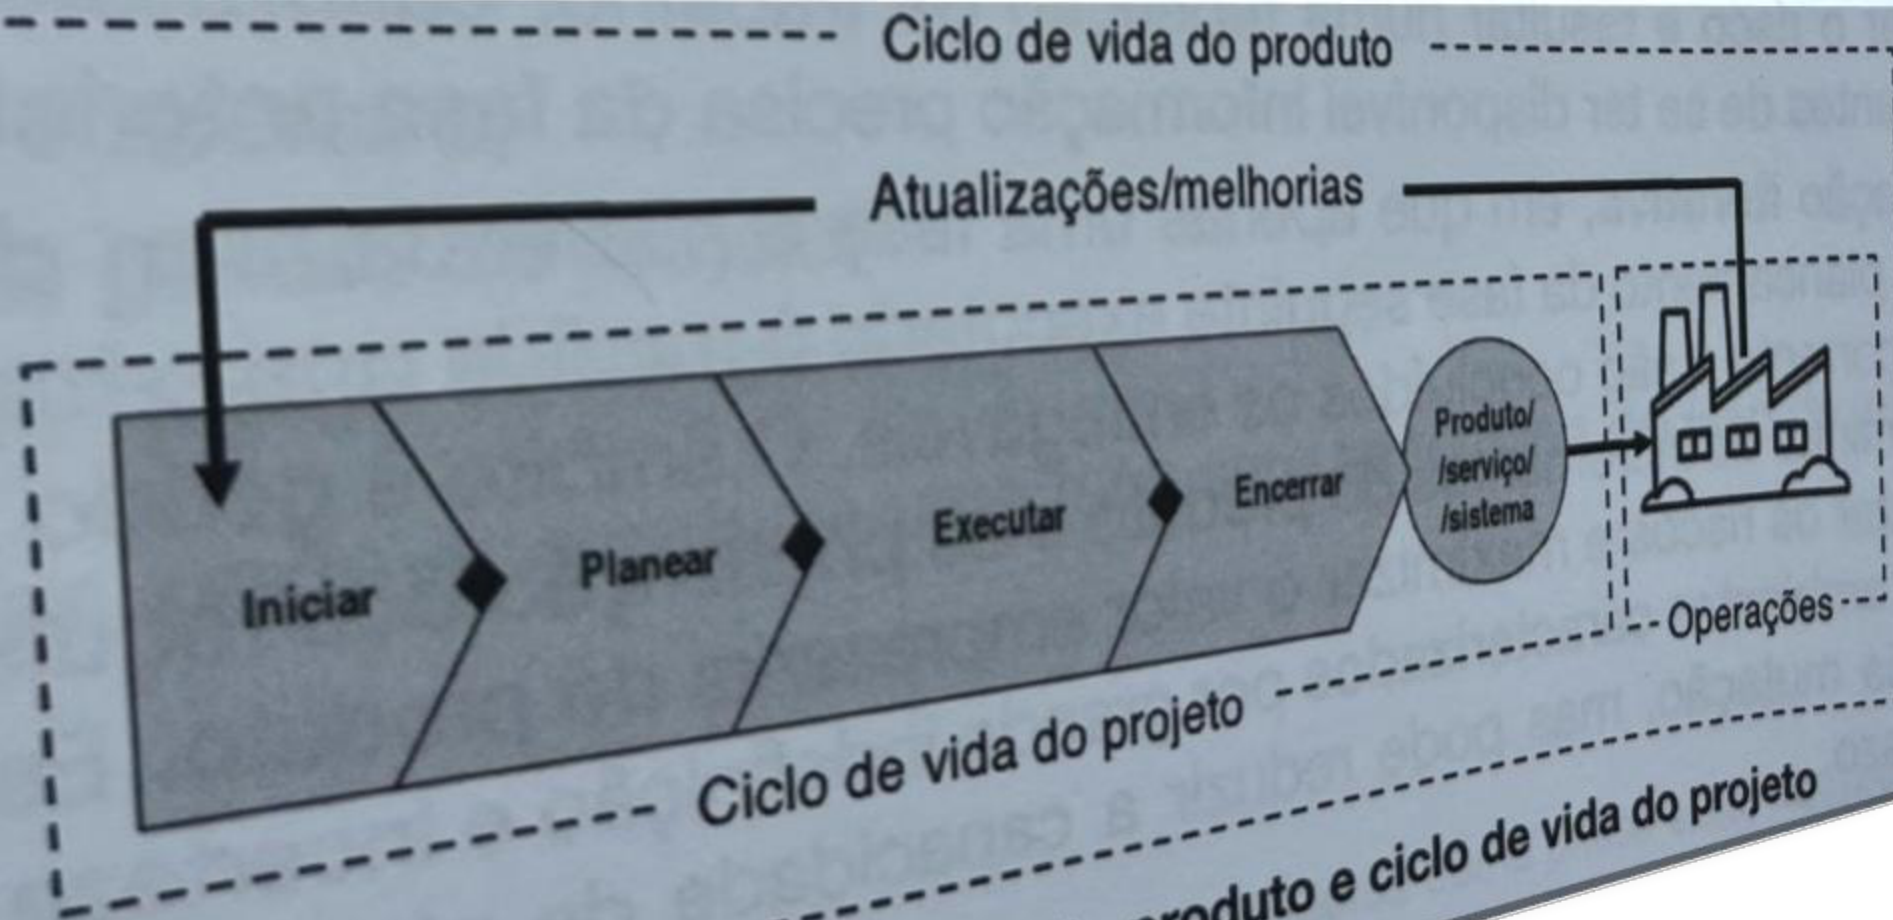 Ciclo de vida do produto
Atualizações/melhorias
Iniciar
Planear
Executar
Encerrar
Produto/
/serviço/
/sistema
Operações
Ciclo de vida do projeto
e ciclo de vida do projeto